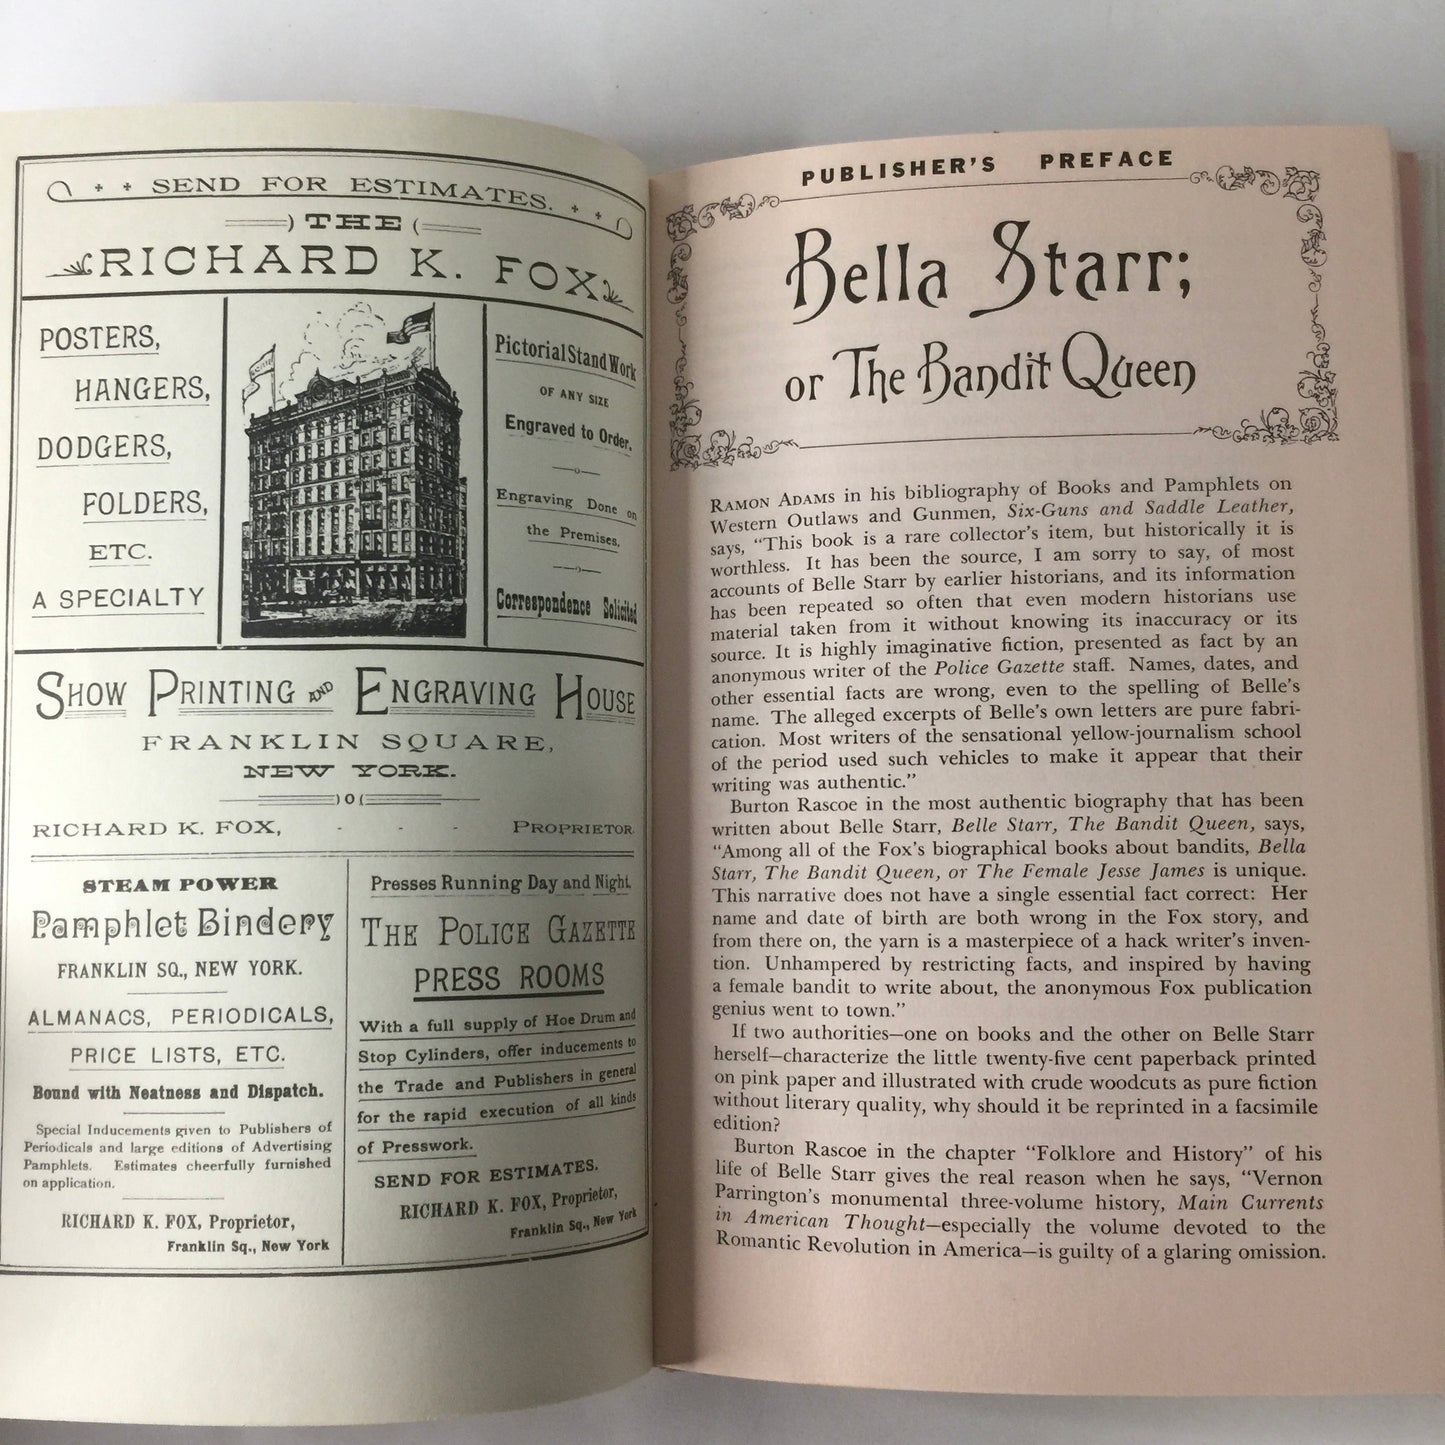 SEND FOR ESTIMATES.
THE
RICHARD K. FOX
POSTERS,
HANGERS,
DODGERS,
FOLDERS,
ETC.
A SPECIALTY
Pictorial Stand Work
OF ANY SIZE
Engraved to Order.
Engraving Done on
the Premises.
Correspondence Solicited
SHOW PRINTING AND ENGRAVING HOUSE
FRANKLIN SQUARE,
NEW YORK.
RICHARD K. FOX, - - - PROPRIETOR.
STEAM POWER
Pamphlet Bindery
FRANKLIN SQ., NEW YORK.
ALMANACS, PERIODICALS,
PRICE LISTS, ETC.
Bound with Neatness and Dispatch.
Special Inducements given to Publishers of
Periodicals and large editions of Advertising
Pamphlets. Estimates cheerfully furnished
on application.
RICHARD K. FOX, Proprietor,
Franklin Sq., New York
Presses Running Day and Night.
THE POLICE GAZETTE
PRESS ROOMS
With a full supply of Hoe Drum and
Stop Cylinders, offer inducements to
the Trade and Publishers in general
for the rapid execution of all kinds
of Presswork.
SEND FOR ESTIMATES.
RICHARD K. FOX, Proprietor,
Franklin Sq., New York
PUBLISHER'S PREFACE
Bella Starr;
or The Bandit Queen
RAMON ADAMS in his bibliography of Books and Pamphlets on
Western Outlaws and Gunmen, Six-Guns and Saddle Leather,
says, "This book is a rare collector's item, but historically it is
worthless. It has been the source, I am sorry to say, of most
accounts of Belle Starr by earlier historians, and its information
has been repeated so often that even modern historians use
material taken from it without knowing its inaccuracy or its
source. It is highly imaginative fiction, presented as fact by an
anonymous writer of the Police Gazette staff. Names, dates, and
other essential facts are wrong, even to the spelling of Belle's
name. The alleged excerpts of Belle's own letters are pure fabri-
cation. Most writers of the sensational yellow-journalism school
of the period used such vehicles to make it appear that their
writing was authentic."
Burton Rascoe in the most authentic biography that has been
written about Belle Starr, Belle Starr, The Bandit Queen, says,
"Among all of the Fox's biographical books about bandits, Bella
Starr, The Bandit Queen, or The Female Jesse James is unique.
This narrative does not have a single essential fact correct: Her
name and date of birth are both wrong in the Fox story, and
from there on, the yarn is a masterpiece of a hack writer's inven-
tion. Unhampered by restricting facts, and inspired by having
a female bandit to write about, the anonymous Fox publication
genius went to town."
If two authorities—one on books and the other on Belle Starr
herself—characterize the little twenty-five cent paperback printed
on pink paper and illustrated with crude woodcuts as pure fiction
without literary quality, why should it be reprinted in a facsimile
edition?
Burton Rascoe in the chapter "Folklore and History" of his
life of Belle Starr gives the real reason when he says, "Vernon
Parrington's monumental three-volume history, Main Currents
in American Thought—especially the volume devoted to the
Romantic Revolution in America—is guilty of a glaring omission.